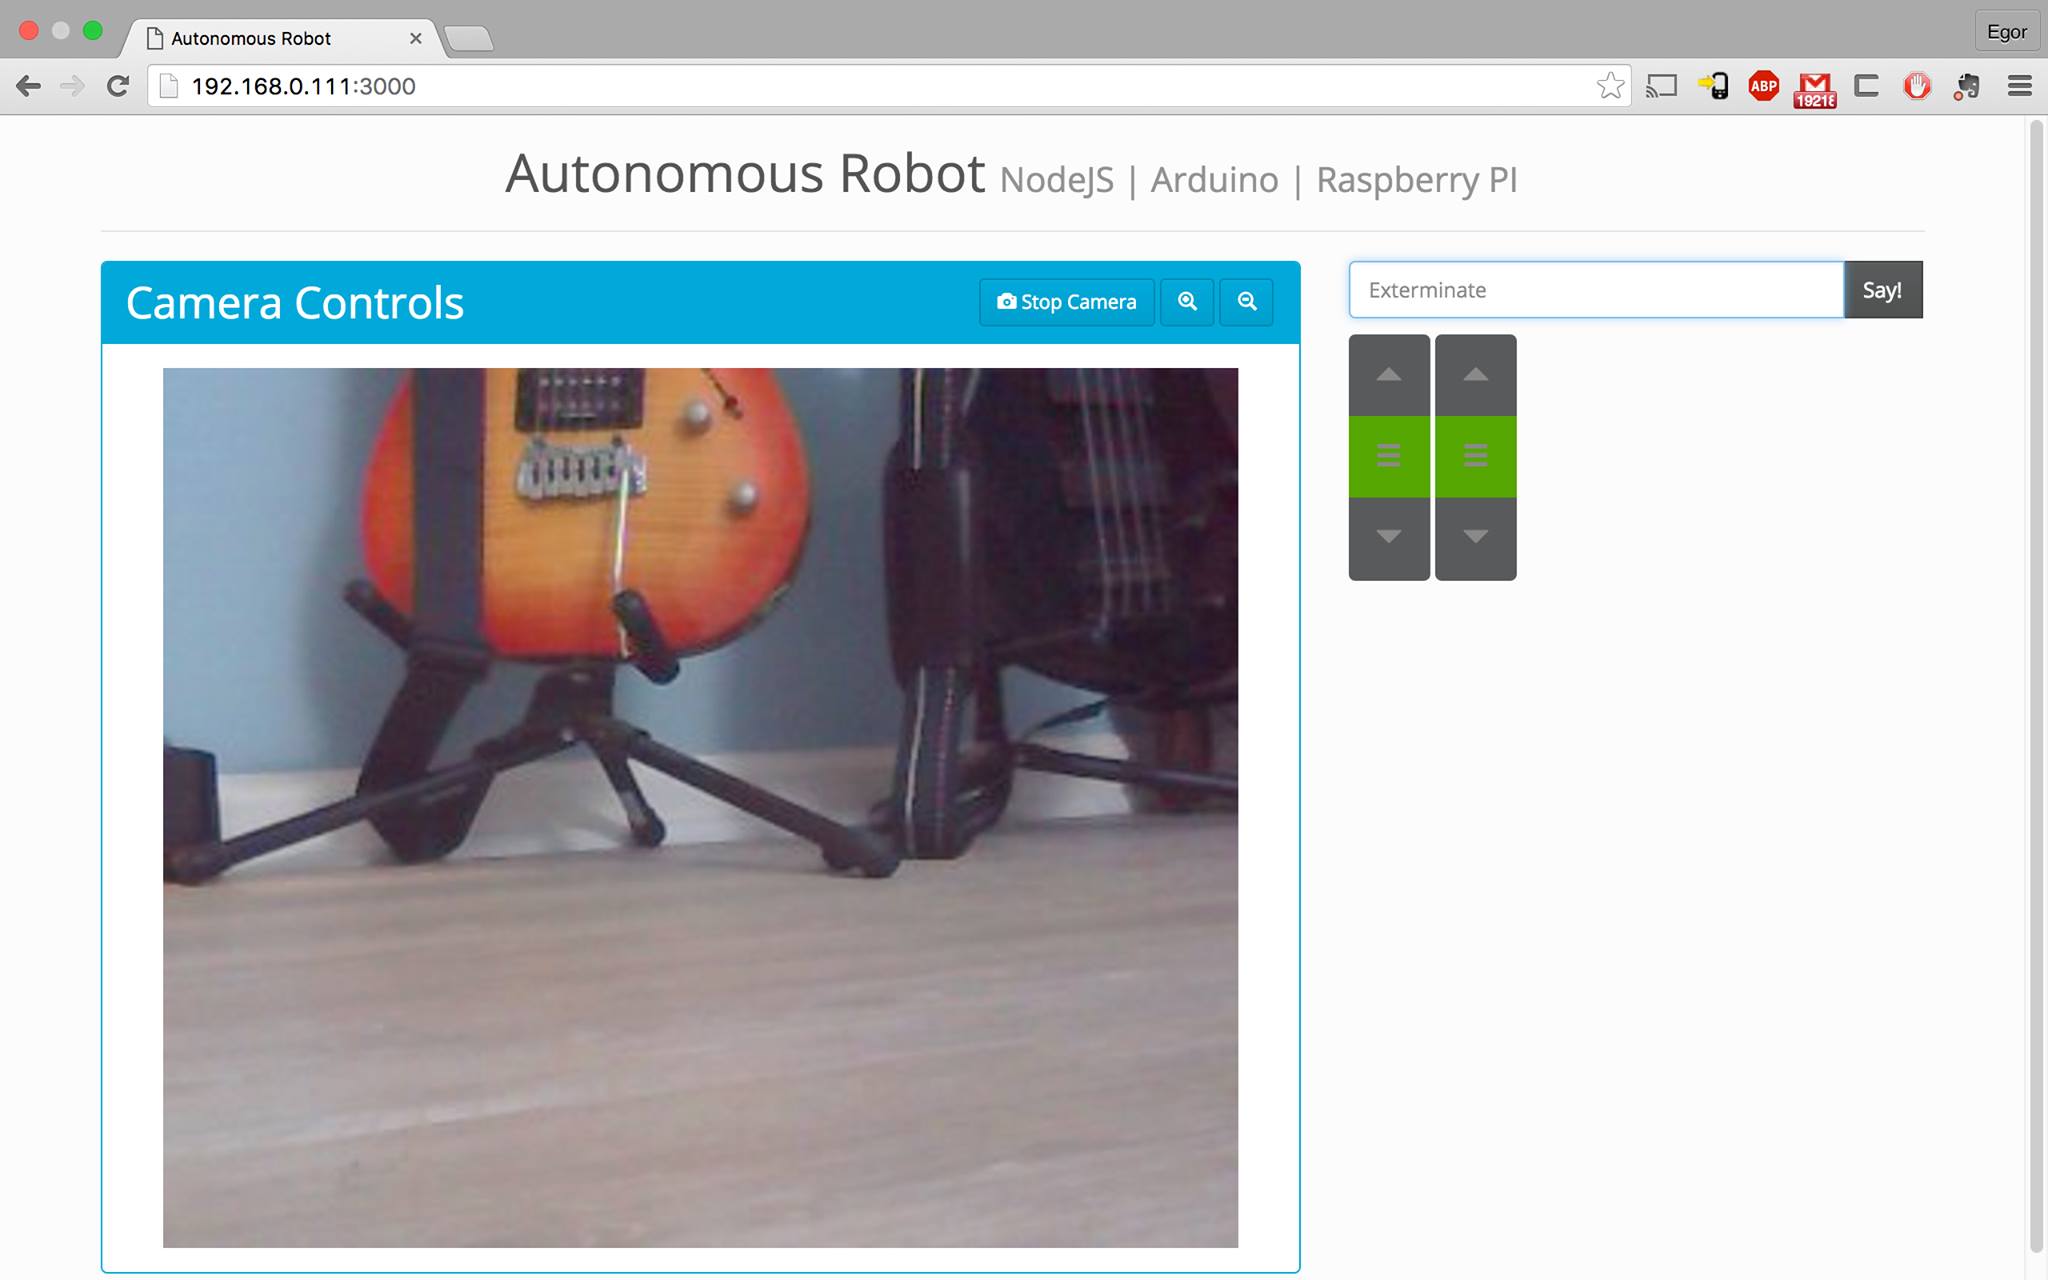 Autonomous Robot
Egor
192.168.0.111:3000
ABP
Autonomous Robot NodeJS | Arduino | Raspberry PI
Camera Controls
Stop Camera
Exterminate
Say!